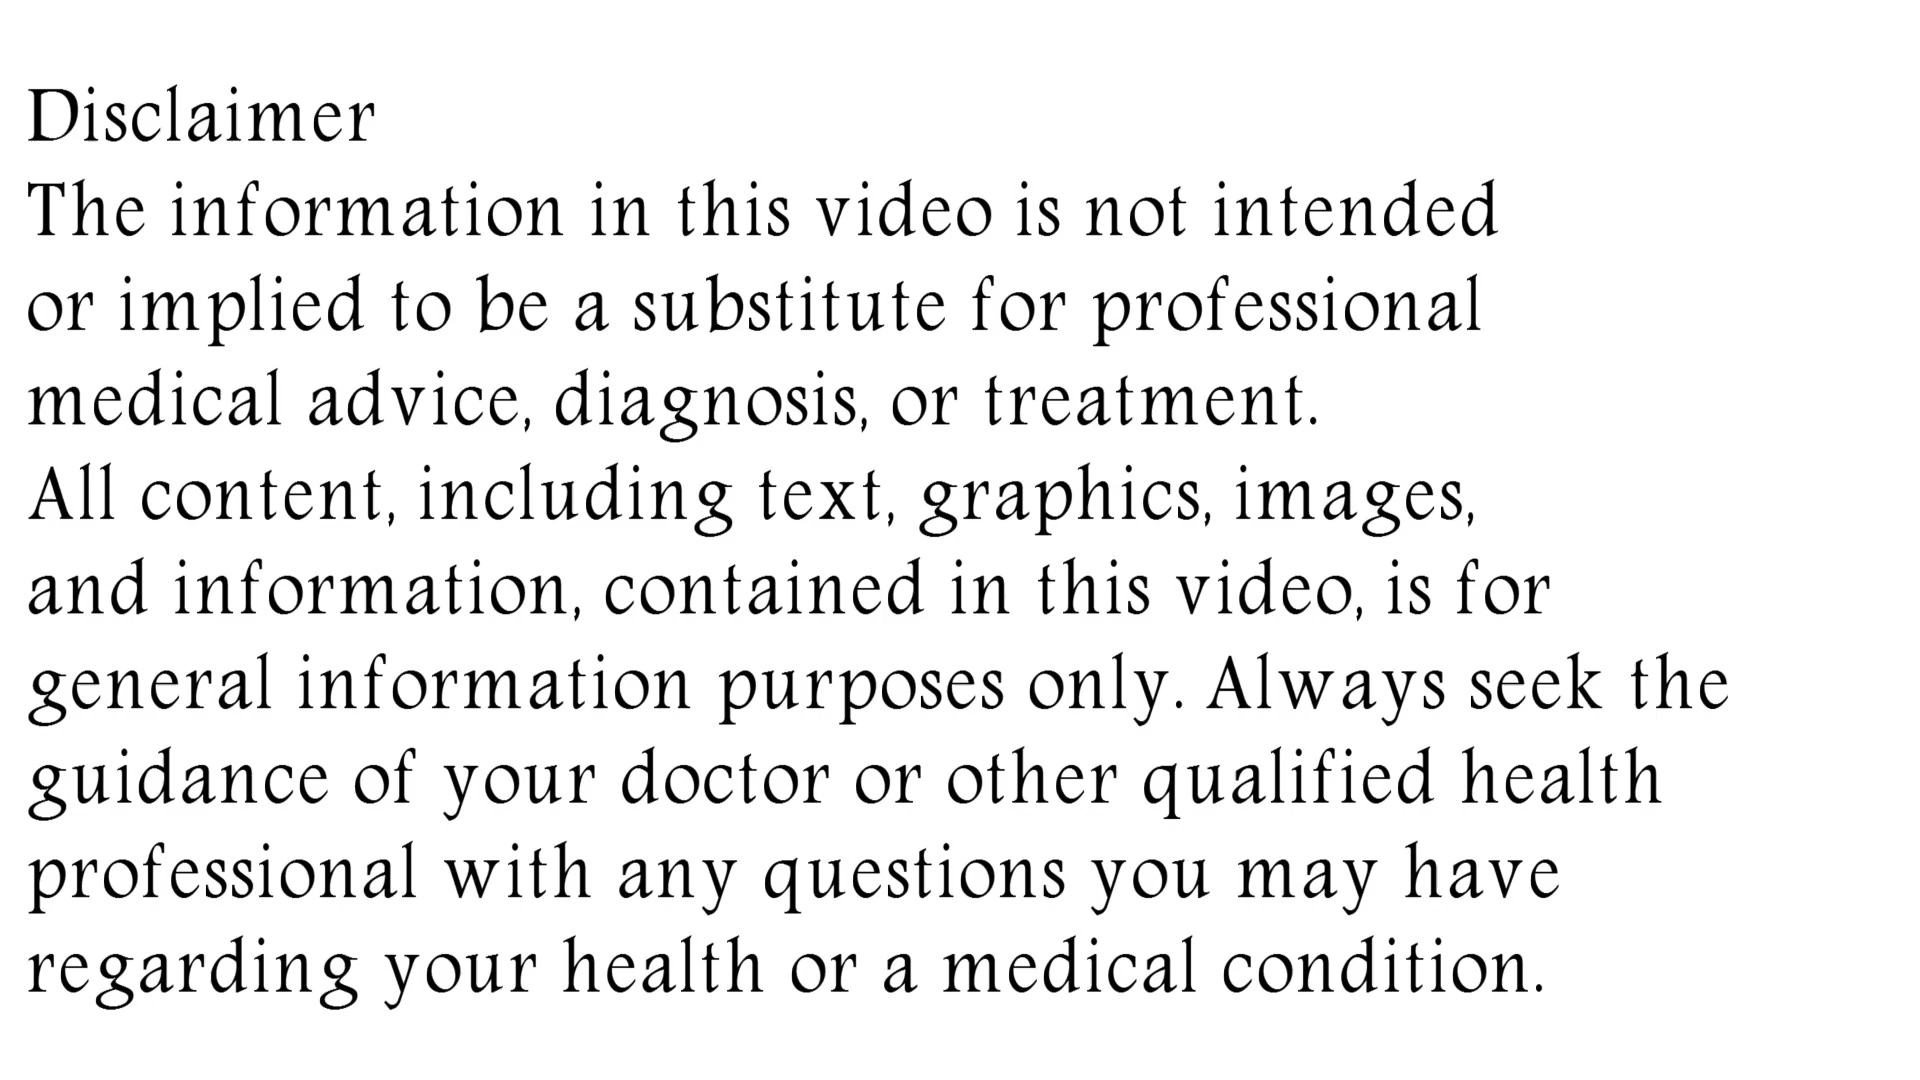 Disclaimer
The information in this video is not intended
or implied to be a substitute for professional
medical advice, diagnosis, or treatment.
All content, including text, graphics, images,
and information, contained in this video, is for
general information purposes only. Always seek the
guidance of your doctor or other qualified health
professional with any questions you may have
regarding your health or a medical condition.